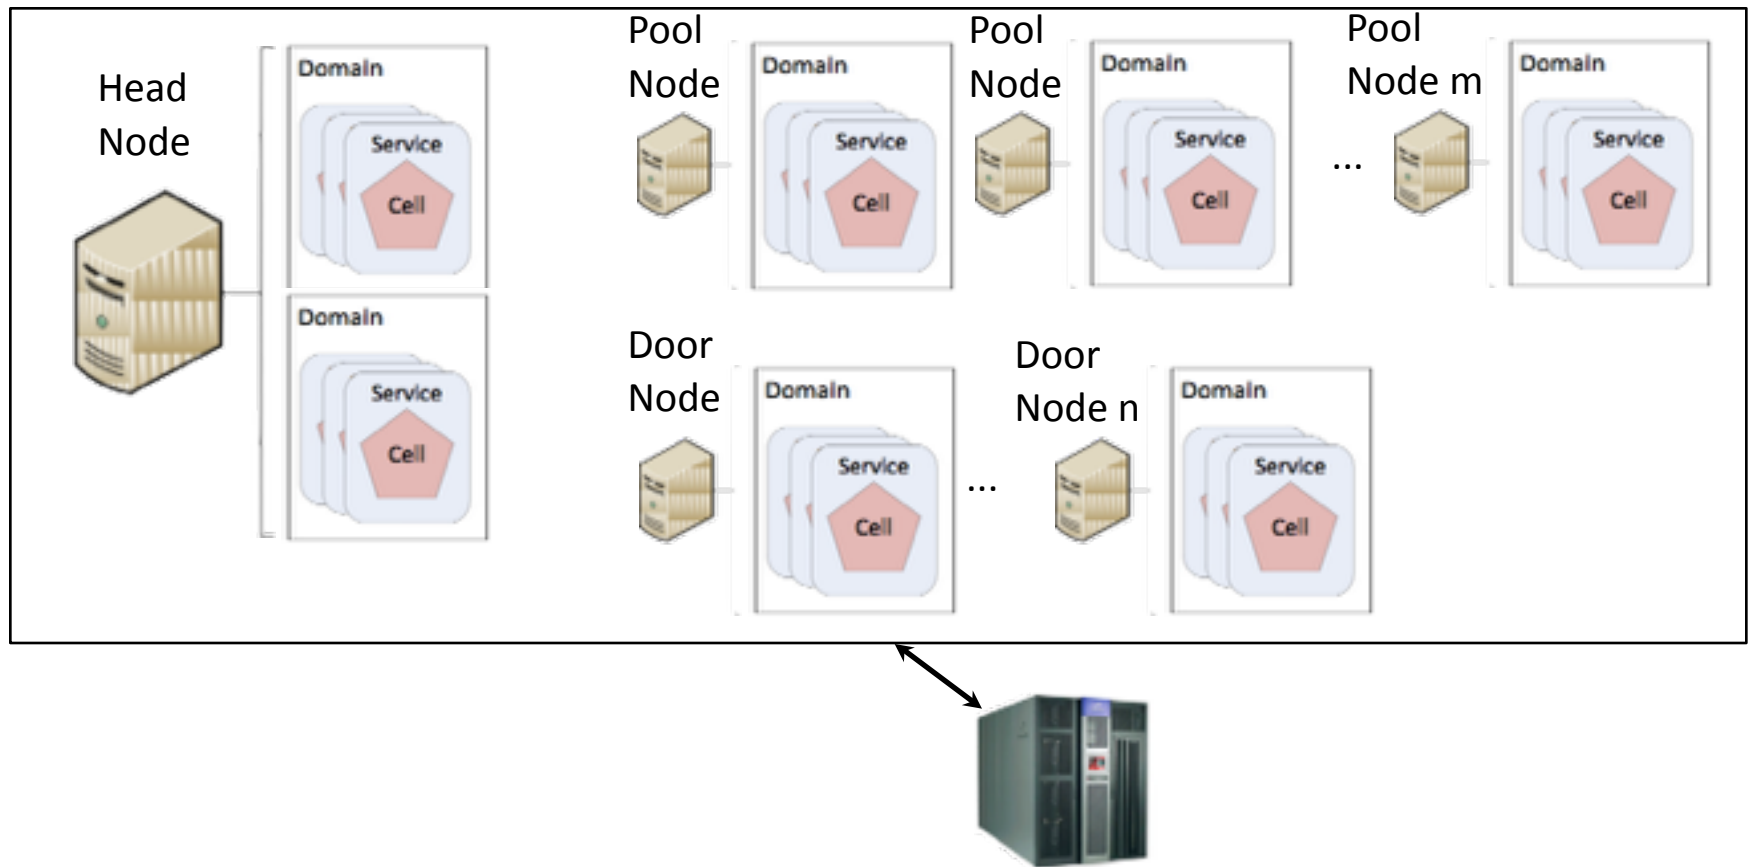 Head
Node
Domain
Service
Cell
Domain
Service
Cell
Pool
Node
Domain
Service
Cell
Pool
Node
Domain
Service
Cell
...
Pool
Node m
Domain
Service
Cell
Door
Node
Domain
Service
Cell
...
Door
Node n
Domain
Service
Cell